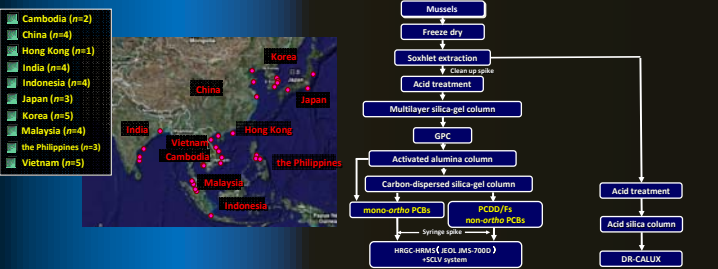 Cambodia (n=2)
China (n=4)
Hong Kong (n=1)
India (n=4)
Indonesia (n=4)
Japan (n=3)
Korea (n=5)
Malaysia (n=4)
the Philippines (n=3)
Vietnam (n=5)
Korea
China
Japan
India
Hong Kong
Vietnam
Cambodia
the Philippines
Malaysia
Indonesia
Mussels
Freeze dry
Soxhlet extraction
Clean up spike
Acid treatment
Multilayer silica-gel column
GPC
Activated alumina column
Carbon-dispersed silica-gel column
mono-ortho PCBs
PCDD/Fs
non-ortho PCBs
Syringe spike
HRGC-HRMS(JEOL JMS-700D)
+SCLV system
Acid treatment
Acid silica column
DR-CALUX